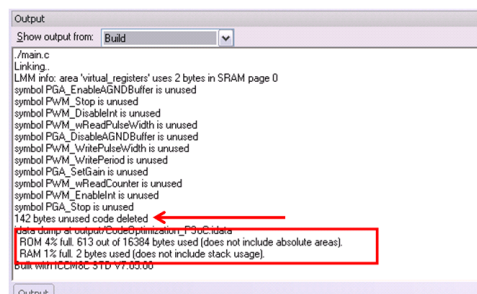 Output
Show output from: Build
./main.c
Linking..
LMM info: area 'virtual_registers' uses 2 bytes in SRAM page 0
symbol PGA_EnableAGNDBuffer is unused
symbol PWM_Stop is unused
symbol PWM_DisableInt is unused
symbol PWM_wReadPulseWidth is unused
symbol PGA_DisableAGNDBuffer is unused
symbol PWM_WritePulseWidth is unused
symbol PWM_WritePeriod is unused
symbol PGA_SetGain is unused
symbol PWM_wReadCounter is unused
symbol PWM_EnableInt is unused
symbol PGA_Stop is unused
142 bytes unused code deleted
idata dump at output/CodeOptimization_PSoC.idata
ROM 4% full. 613 out of 16384 bytes used (does not include absolute areas).
RAM 1% full. 2 bytes used (does not include stack usage).
Built with ICCM8C STD V7.05.00
Output